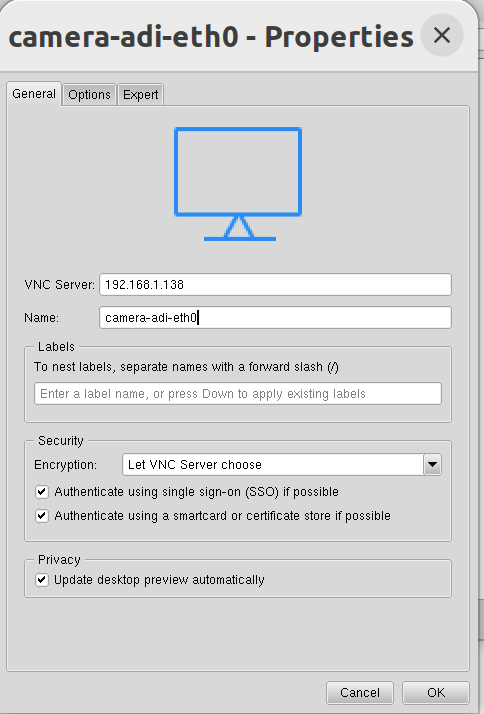 camera-adi-eth0 - Properties
General Options Expert
VNC Server: 192.168.1.138
Name: camera-adi-eth0
Labels
To nest labels, separate names with a forward slash (/)
Enter a label name, or press Down to apply existing labels
Security
Encryption: Let VNC Server choose
Authenticate using single sign-on (SSO) if possible
Authenticate using a smartcard or certificate store if possible
Privacy
Update desktop preview automatically
Cancel OK